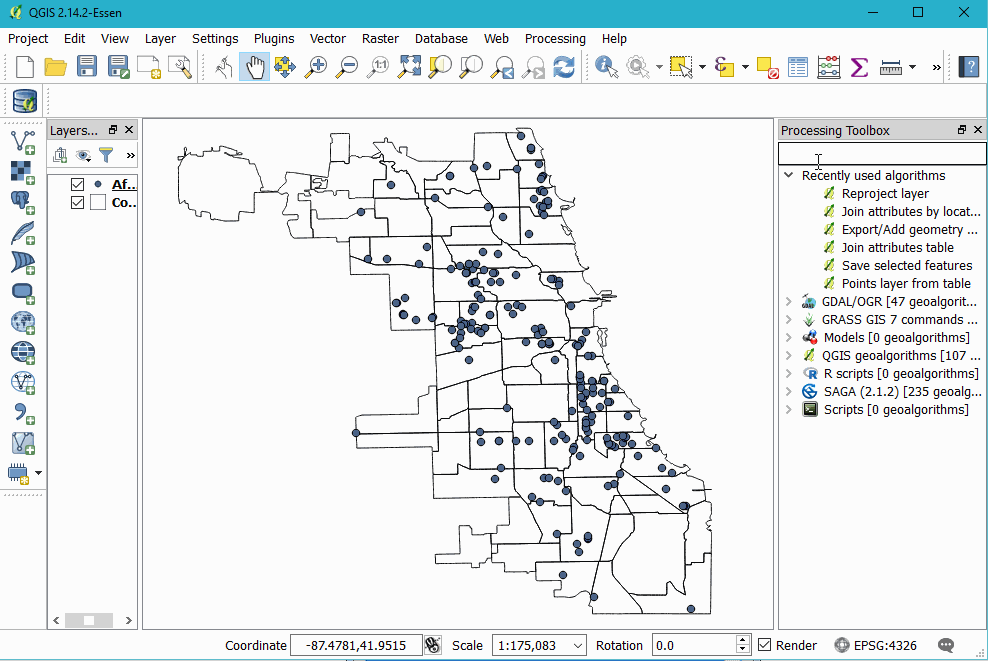 QGIS 2.14.2-Essen
Project Edit View Layer Settings Plugins Vector Raster Database Web Processing Help
1:1
»
?
Layers...
»
Af...
Co...
Processing Toolbox
Recently used algorithms
Reproject layer
Join attributes by locat...
Export/Add geometry ...
Join attributes table
Save selected features
Points layer from table
GDAL/OGR [47 geoalgorit...
GRASS GIS 7 commands ...
Models [0 geoalgorithms]
QGIS geoalgorithms [107 ...
R scripts [0 geoalgorithms]
SAGA (2.1.2) [235 geoalg...
Scripts [0 geoalgorithms]
Coordinate -87.4781,41.9515 Scale 1:175,083 Rotation 0.0 Render EPSG:4326